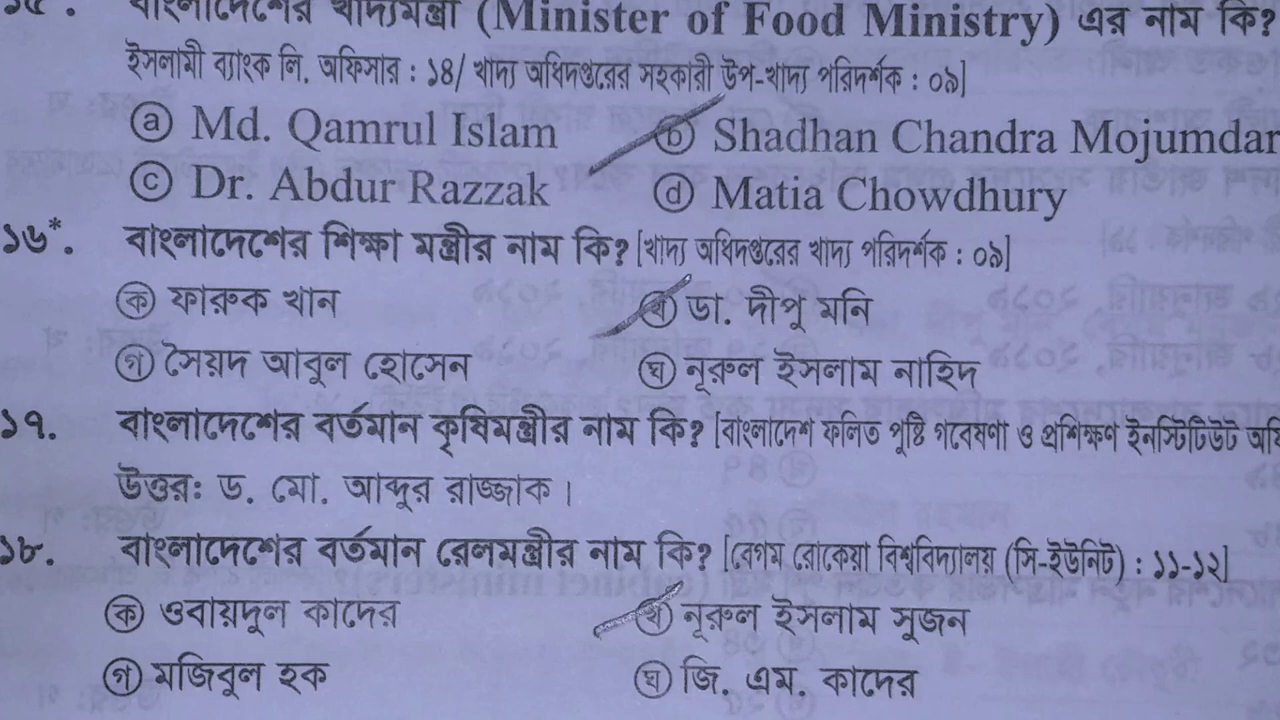 ১৫. বাংলাদেশের খাদ্যমন্ত্রী (Minister of Food Ministry) এর নাম কি?
ইসলামী ব্যাংক লি. অফিসার : ১৪/ খাদ্য অধিদপ্তরের সহকারী উপ-খাদ্য পরিদর্শক : ০৯]
ⓐ Md. Qamrul Islam ⓑ Shadhan Chandra Mojumdar
ⓒ Dr. Abdur Razzak ⓓ Matia Chowdhury
১৬*. বাংলাদেশের শিক্ষা মন্ত্রীর নাম কি? [খাদ্য অধিদপ্তরের খাদ্য পরিদর্শক : ০৯]
ক ফারুক খান খ ডা. দীপু মনি
গ সৈয়দ আবুল হোসেন ঘ নূরুল ইসলাম নাহিদ
১৭. বাংলাদেশের বর্তমান কৃষিমন্ত্রীর নাম কি? [বাংলাদেশ ফলিত পুষ্টি গবেষণা ও প্রশিক্ষণ ইনস্টিটিউট
উত্তরঃ ড. মো. আব্দুর রাজ্জাক।
১৮. বাংলাদেশের বর্তমান রেলমন্ত্রীর নাম কি? [বেগম রোকেয়া বিশ্ববিদ্যালয় (সি-ইউনিট) : ১১-১২]
ক ওবায়দুল কাদের খ নূরুল ইসলাম সুজন
গ মজিবুল হক ঘ জি. এম. কাদের